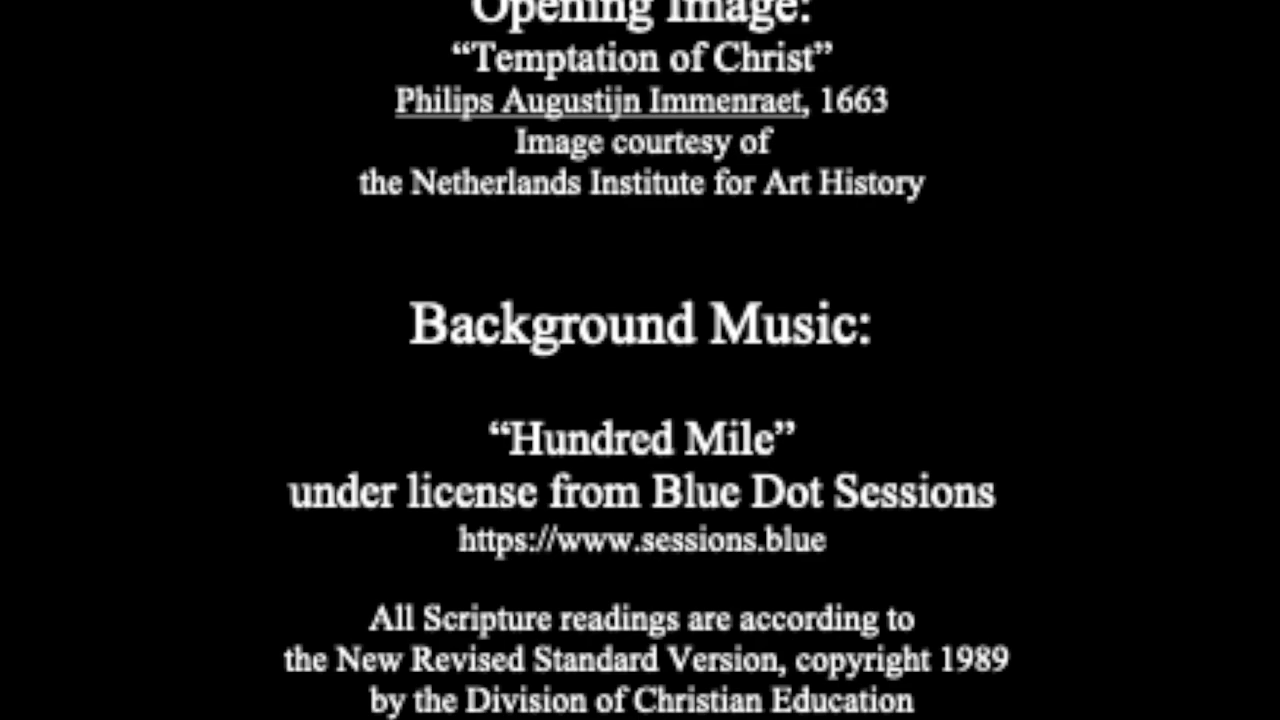 Opening Image:
“Temptation of Christ”
Philips Augustijn Immenraet, 1663
Image courtesy of
the Netherlands Institute for Art History
Background Music:
“Hundred Mile”
under license from Blue Dot Sessions
https://www.sessions.blue
All Scripture readings are according to
the New Revised Standard Version, copyright 1989
by the Division of Christian Education